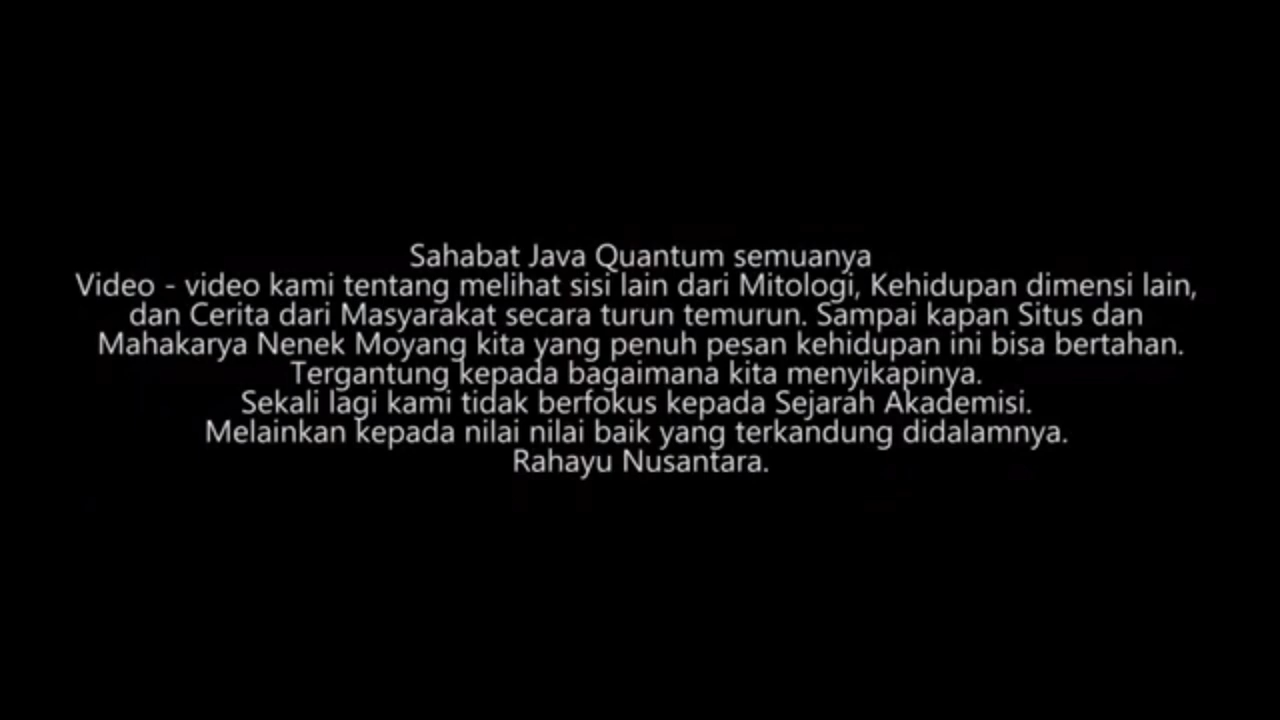 Sahabat Java Quantum semuanya
Video - video kami tentang melihat sisi lain dari Mitologi, Kehidupan dimensi lain,
dan Cerita dari Masyarakat secara turun temurun. Sampai kapan Situs dan
Mahakarya Nenek Moyang kita yang penuh pesan kehidupan ini bisa bertahan.
Tergantung kepada bagaimana kita menyikapinya.
Sekali lagi kami tidak berfokus kepada Sejarah Akademisi.
Melainkan kepada nilai nilai baik yang terkandung didalamnya.
Rahayu Nusantara.